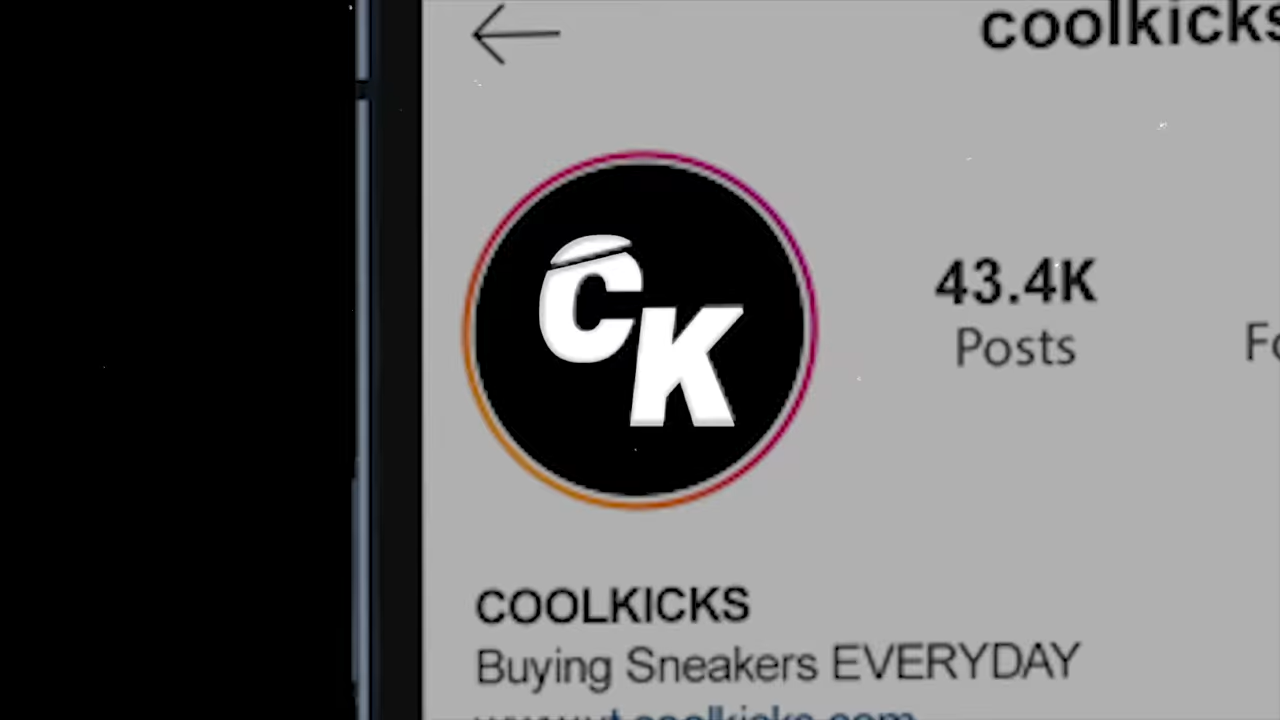 coolkicks
CK
43.4K
Posts
COOLKICKS
Buying Sneakers EVERYDAY